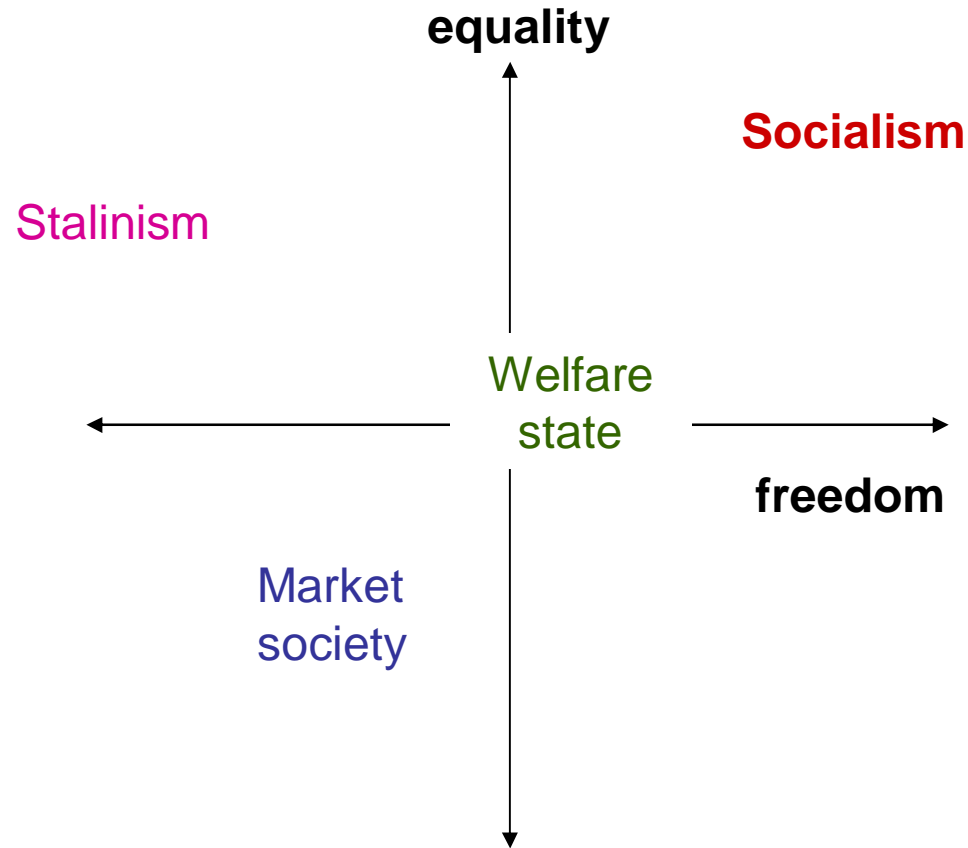 equality
Socialism
Stalinism
Welfare
state
freedom
Market
society